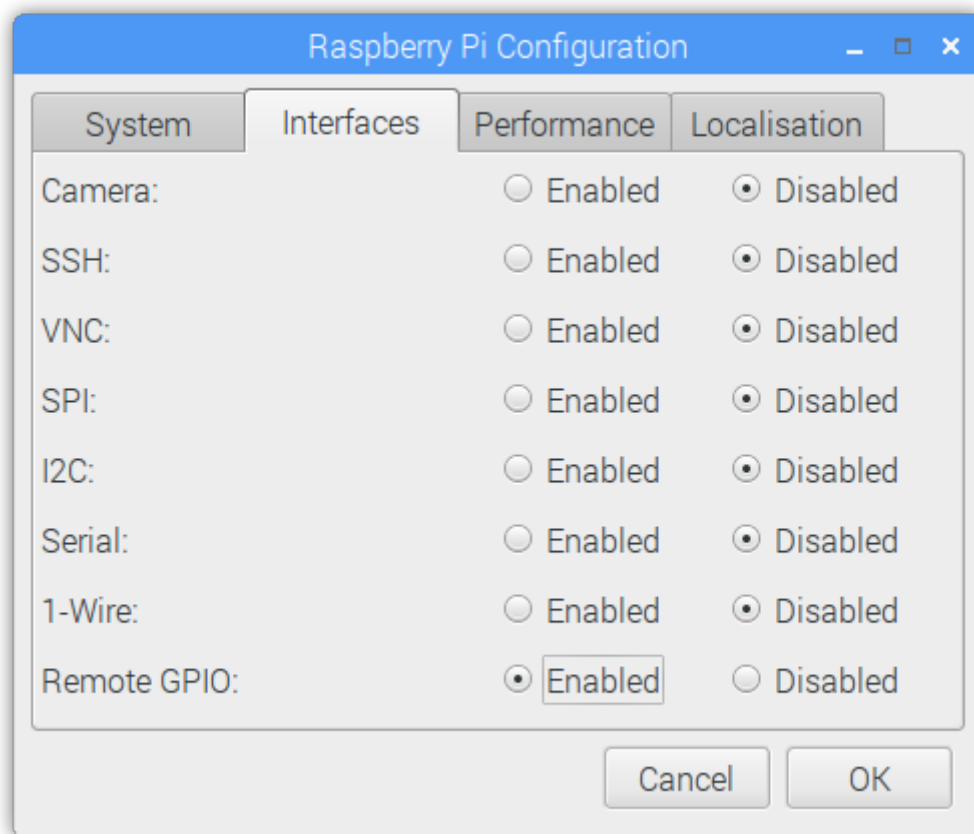 Raspberry Pi Configuration
System Interfaces Performance Localisation
Camera: Enabled Disabled
SSH: Enabled Disabled
VNC: Enabled Disabled
SPI: Enabled Disabled
I2C: Enabled Disabled
Serial: Enabled Disabled
1-Wire: Enabled Disabled
Remote GPIO: Enabled Disabled
Cancel OK